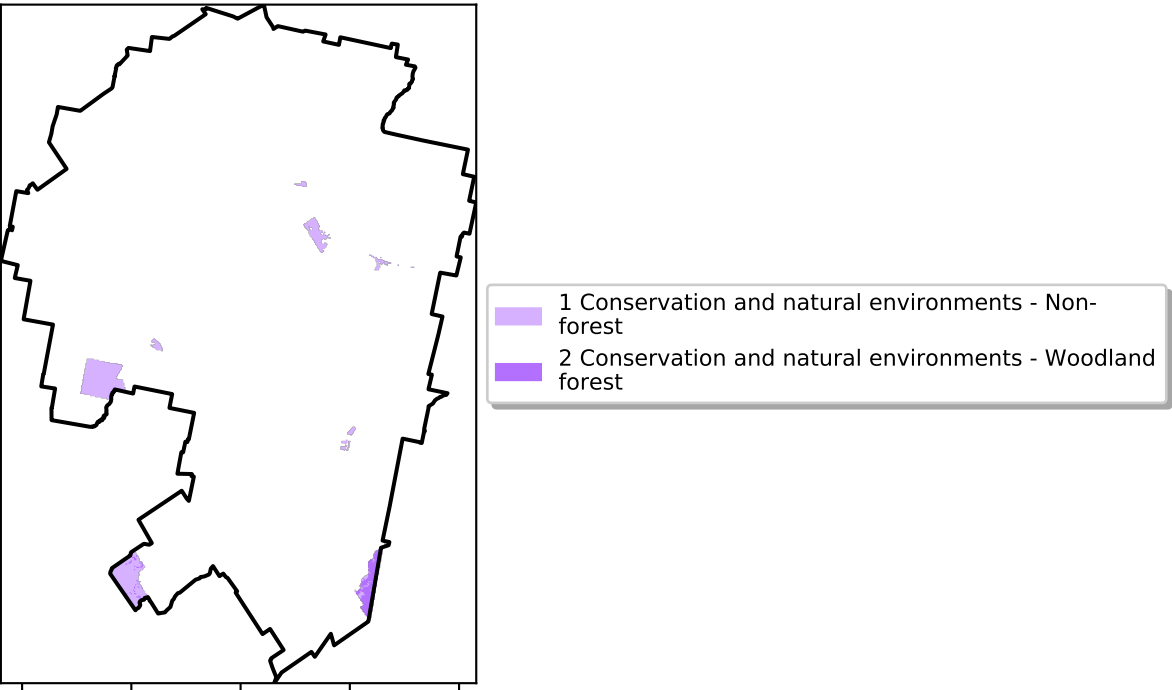 1 Conservation and natural environments - Non-
forest
2 Conservation and natural environments - Woodland
forest